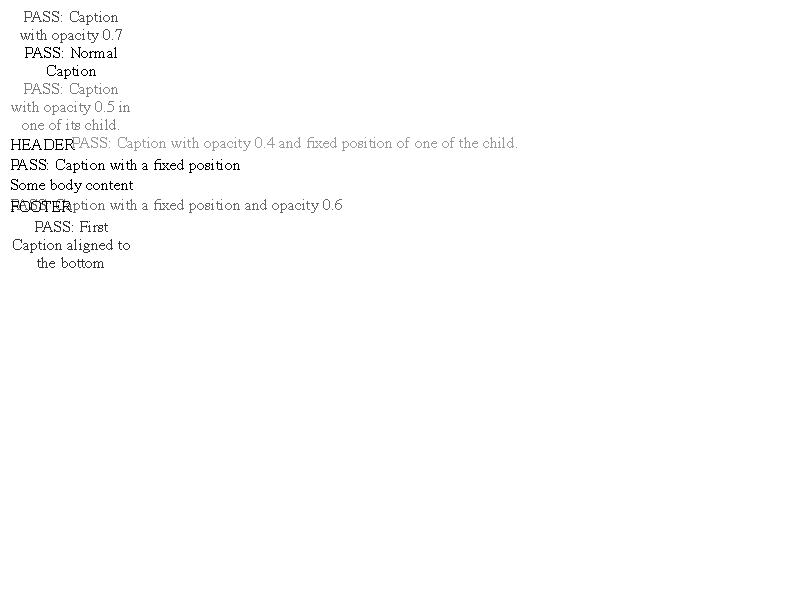 PASS: Caption
with opacity 0.7
PASS: Normal
Caption
PASS: Caption
with opacity 0.5 in
one of its child.
HEADER
PASS: Caption with opacity 0.4 and fixed position of one of the child.
PASS: Caption with a fixed position
Some body content
FOOTER
PASS: Caption with a fixed position and opacity 0.6
PASS: First
Caption aligned to
the bottom